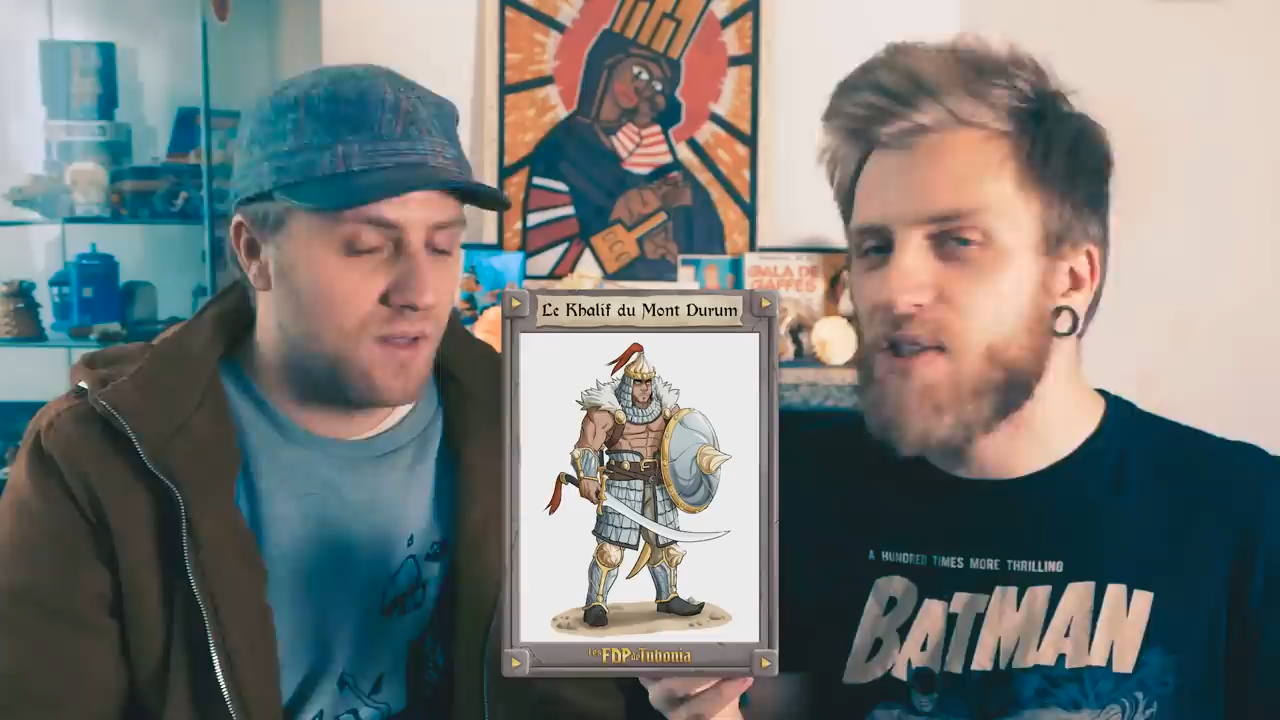 GALA DE
GAFFES
Le Khalif du Mont Durum
A HUNDRED TIMES MORE THRILLING
BATMAN
Les FDP de Tubonia